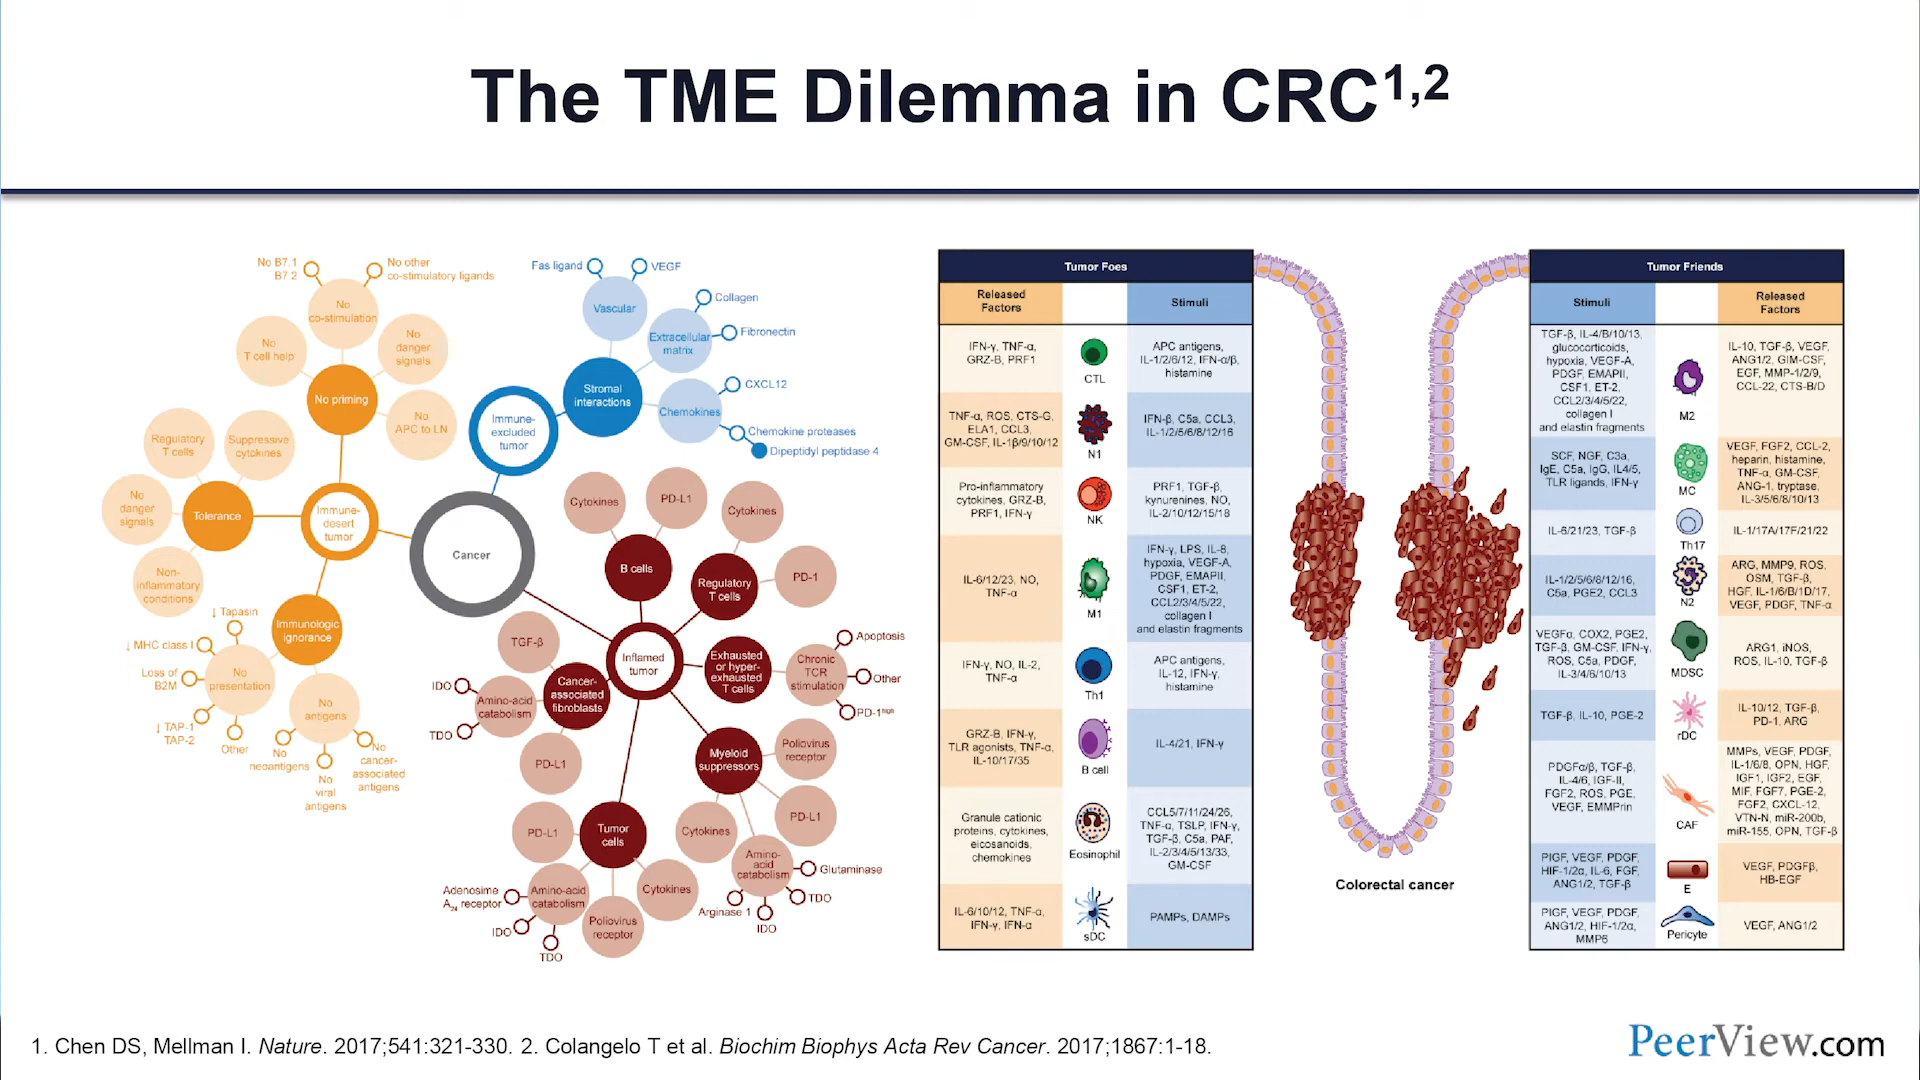 The TME Dilemma in CRC1,2
No B7.1
B7 2
No other
co-stimulatory ligands
No
co-stimulation
No
T cell help
No
danger
signals
No priming
No
APC to LN
Regulatory
T cells
Suppressive
cytokines
No
danger
signals
Tolerance
Non-
inflammatory
conditions
Immune-
desert
tumor
Immunologic
ignorance
↓ Tapasin
↓ MHC class I
Loss of
B2M
No
presentation
↓ TAP-1
TAP-2
Other
No
antigens
No
neoantigens
No
viral
antigens
No
cancer-
associated
antigens
Cancer
Immune-
excluded
tumor
Stromal
interactions
Fas ligand
VEGF
Vascular
Collagen
Extracellular
matrix
Fibronectin
CXCL12
Chemokines
Chemokine proteases
Dipeptidyl peptidase 4
Inflamed
tumor
Cytokines
PD-L1
B cells
Cytokines
Regulatory
T cells
PD-1
Exhausted
or hyper-
exhausted
T cells
Chronic
TCR
stimulation
Apoptosis
Other
PD-1high
TGF-β
Cancer-
associated
fibroblasts
IDO
Amino-acid
catabolism
TDO
PD-L1
Myeloid
suppressors
Poliovirus
receptor
PD-L1
Cytokines
Amino-
acid
catabolism
Glutaminase
TDO
Arginase 1
IDO
Tumor
cells
PD-L1
Adenosime
A2A receptor
Amino-acid
catabolism
IDO
TDO
Poliovirus
receptor
Cytokines
Tumor Foes
Released
Factors
Stimuli
IFN-γ, TNF-α,
GRZ-B, PRF1
CTL
APC antigens,
IL-1/2/6/12, IFN-α/β,
histamine
TNF-α, ROS, CTS-G,
ELA1, CCL3,
GM-CSF, IL-1β/9/10/12
N1
IFN-β, C5a, CCL3,
IL-1/2/5/6/8/12/16
Pro-inflammatory
cytokines, GRZ-B,
PRF1, IFN-γ
NK
PRF1, TGF-β,
kynurenines, NO,
IL-2/10/12/15/18
IL-6/12/23, NO,
TNF-α
M1
IFN-γ, LPS, IL-8,
hypoxia, VEGF-A,
PDGF, EMAPII,
CSF1, ET-2,
CCL2/3/4/5/22,
collagen I
and elastin fragments
IFN-γ, NO, IL-2,
TNF-α
Th1
APC antigens,
IL-12, IFN-γ,
histamine
GRZ-B, IFN-γ,
TLR agonists, TNF-α,
IL-10/17/35
B cell
IL-4/21, IFN-γ
Granule cationic
proteins, cytokines,
eicosanoids,
chemokines
Eosinophil
CCL5/7/11/24/26,
TNF-α, TSLP, IFN-γ,
TGF-β, C5a, PAF,
IL-2/3/4/5/13/33,
GM-CSF
IL-6/10/12, TNF-α,
IFN-γ, IFN-α
sDC
PAMPs, DAMPs
Colorectal cancer
Tumor Friends
Stimuli
Released
Factors
TGF-β, IL-4/B/10/13,
glucocorticoids,
hypoxia, VEGF-A,
PDGF, EMAPII,
CSF1, ET-2,
CCL2/3/4/5/22,
collagen I
and elastin fragments
M2
IL-10, TGF-β, VEGF,
ANG1/2, GIM-CSF,
EGF, MMP-1/2/9,
CCL-22, CTS-B/D
SCF, NGF, C3a,
IgE, C5a, IgG, IL4/5,
TLR ligands, IFN-γ
MC
VEGF, FGF2, CCL-2,
heparin, histamine,
TNF-α, GM-CSF,
ANG-1, tryptase,
IL-3/5/6/8/10/13
IL-6/21/23, TGF-β
Th17
IL-1/17A/17F/21/22
IL-1/2/5/6/8/12/16,
C5a, PGE2, CCL3
N2
ARG, MMP9, ROS,
OSM, TGF-β,
HGF, IL-1/6/B/1D/17,
VEGF, PDGF, TNF-α
VEGFα, COX2, PGE2,
TGF-β, GM-CSF, IFN-γ,
ROS, C5a, PDGF,
IL-3/4/6/10/13
MDSC
ARG1, iNOS,
ROS, IL-10, TGF-β
TGF-β, IL-10, PGE-2
rDC
IL-10/12, TGF-β,
PD-1, ARG
PDGFα/β, TGF-β,
IL-4/6, IGF-II,
FGF2, ROS, PGE,
VEGF, EMMPrin
CAF
MMPs, VEGF, PDGF,
IL-1/6/8, OPN, HGF,
IGF1, IGF2, EGF,
MIF, FGF7, PGE-2,
FGF2, CXCL-12,
VTN-N, miR-200b,
miR-155, OPN, TGF-β
PIGF, VEGF, PDGF,
HIF-1/2α, IL-6, FGF,
ANG1/2, TGF-β
E
VEGF, PDGFβ,
HB-EGF
PIGF, VEGF, PDGF,
ANG1/2, HIF-1/2α,
MMP6
Pericyte
VEGF, ANG1/2
1. Chen DS, Mellman I. Nature. 2017;541:321-330. 2. Colangelo T et al. Biochim Biophys Acta Rev Cancer. 2017;1867:1-18.
PeerView.com